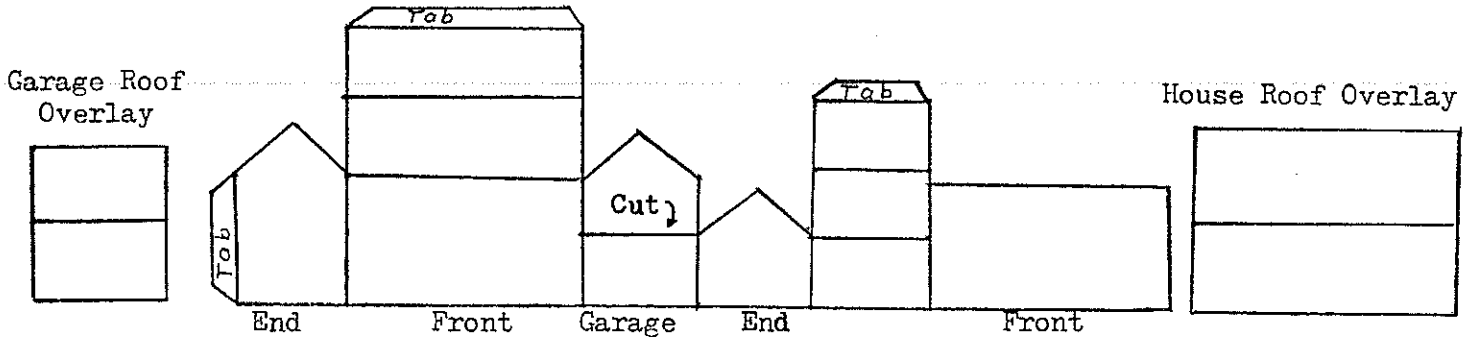 Tab
Garage Roof
Overlay
Tab
House Roof Overlay
Cut
Tab
End
Front
Garage
End
Front